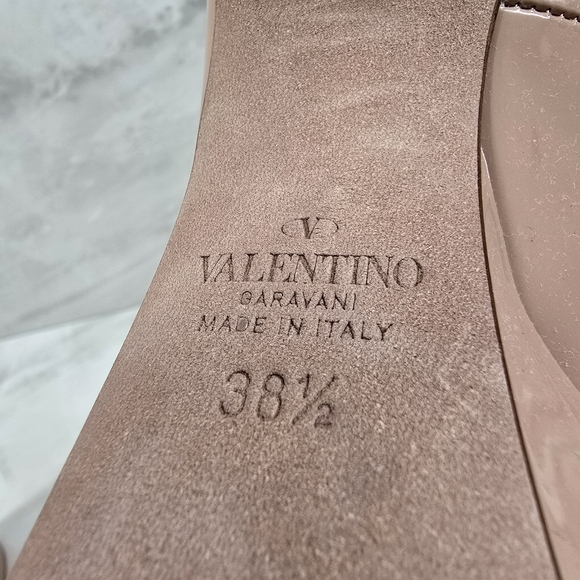 V
VALENTINO
GARAVANI
MADE IN ITALY
38½